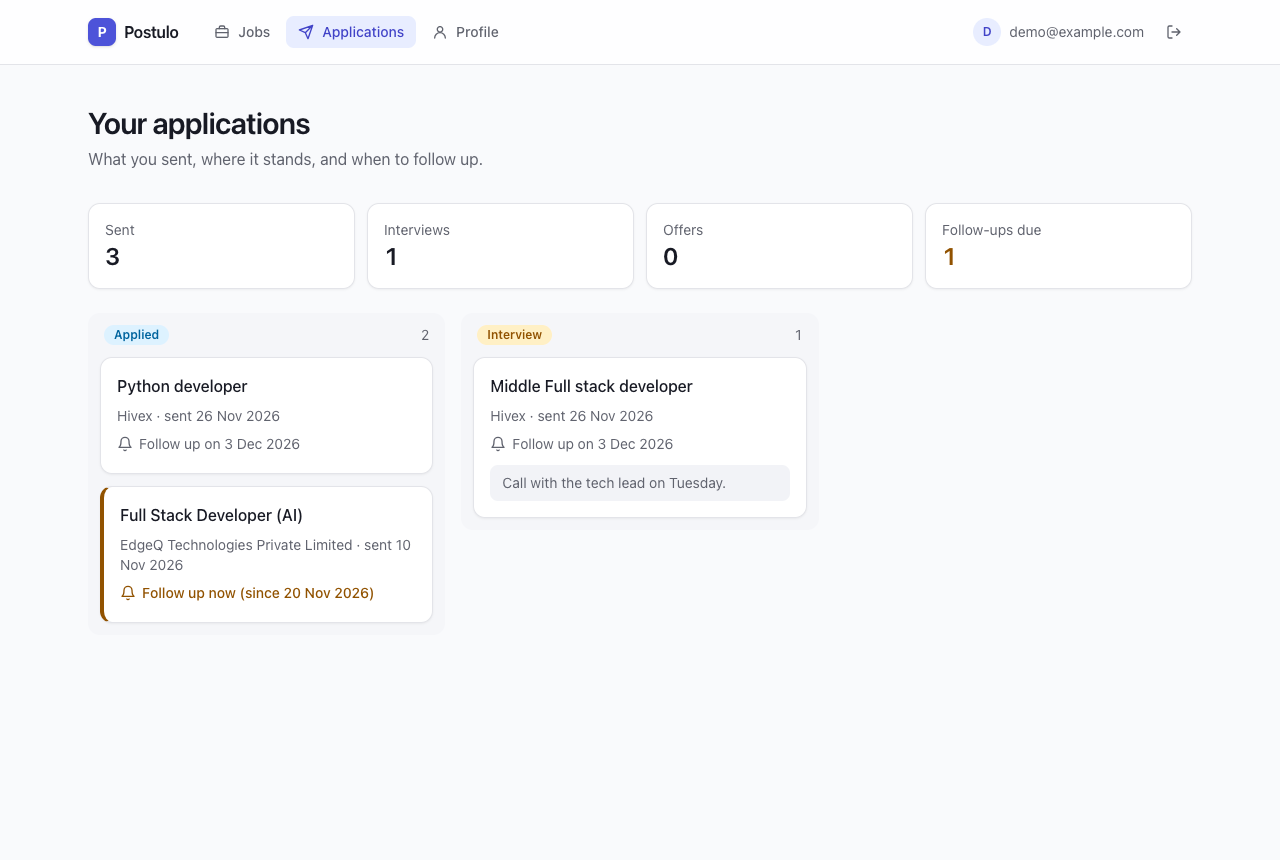 P Postulo Jobs Applications Profile D demo@example.com
Your applications
What you sent, where it stands, and when to follow up.
Sent
3
Interviews
1
Offers
0
Follow-ups due
1
Applied 2
Python developer
Hivex · sent 26 Nov 2026
Follow up on 3 Dec 2026
Full Stack Developer (AI)
EdgeQ Technologies Private Limited · sent 10
Nov 2026
Follow up now (since 20 Nov 2026)
Interview 1
Middle Full stack developer
Hivex · sent 26 Nov 2026
Follow up on 3 Dec 2026
Call with the tech lead on Tuesday.